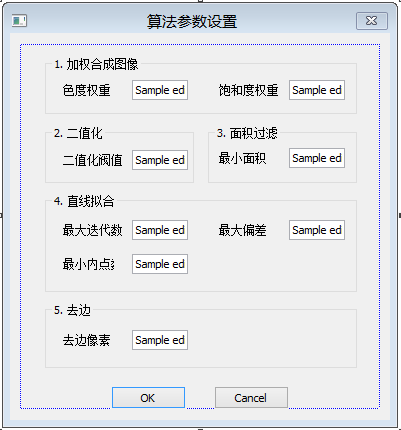 算法参数设置
1. 加权合成图像
色度权重 Sample ed 饱和度权重 Sample ed
2. 二值化 3. 面积过滤
二值化阀值 Sample ed 最小面积 Sample ed
4. 直线拟合
最大迭代数 Sample ed 最大偏差 Sample ed
最小内点 Sample ed
5. 去边
去边像素 Sample ed
OK Cancel